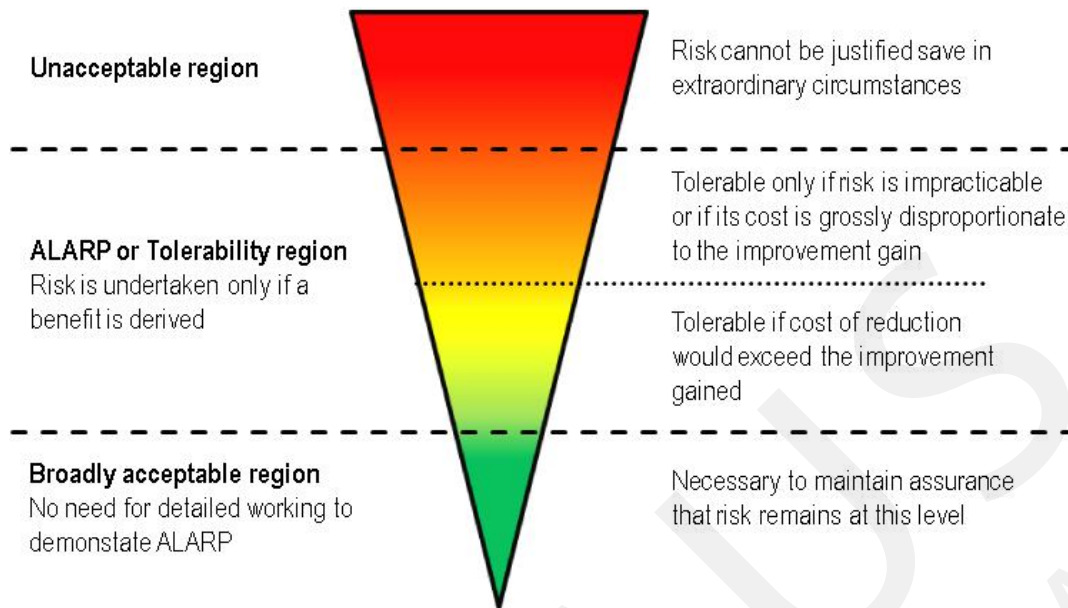 Unacceptable region
Risk cannot be justified save in
extraordinary circumstances
ALARP or Tolerability region
Risk is undertaken only if a
benefit is derived
Tolerable only if risk is impracticable
or if its cost is grossly disproportionate
to the improvement gain
Tolerable if cost of reduction
would exceed the improvement
gained
Broadly acceptable region
No need for detailed working to
demonstate ALARP
Necessary to maintain assurance
that risk remains at this level